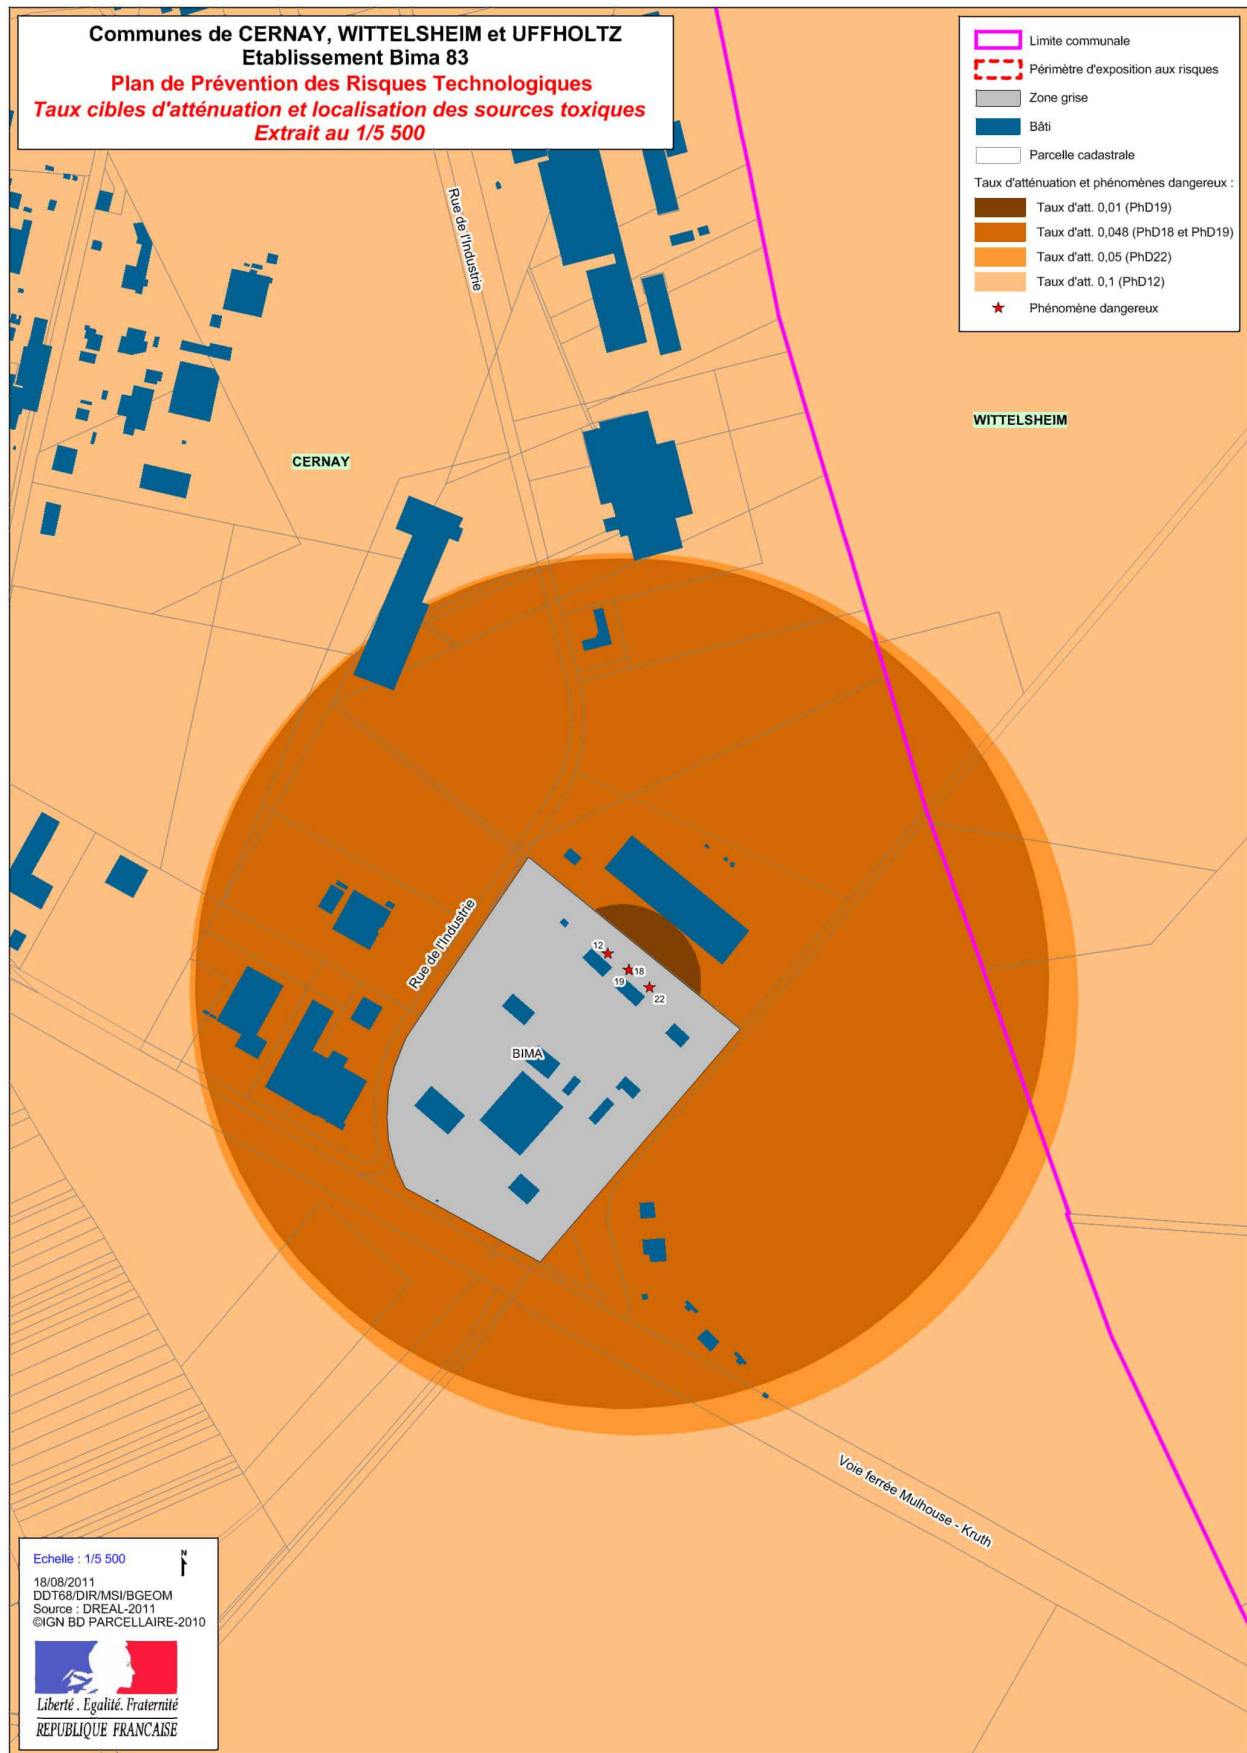 Communes de CERNAY, WITTELSHEIM et UFFHOLTZ
Etablissement Bima 83
Plan de Prévention des Risques Technologiques
Taux cibles d'atténuation et localisation des sources toxiques
Extrait au 1/5 500
Limite communale
Périmètre d'exposition aux risques
Zone grise
Bâti
Parcelle cadastrale
Taux d'atténuation et phénomènes dangereux :
Taux d'att. 0,01 (PhD19)
Taux d'att. 0,048 (PhD18 et PhD19)
Taux d'att. 0,05 (PhD22)
Taux d'att. 0,1 (PhD12)
Phénomène dangereux
Rue de l'Industrie
WITTELSHEIM
CERNAY
Rue de l'Industrie
12
18
19
22
BIMA
Voie ferrée Mulhouse - Kruth
Echelle : 1/5 500
N
18/08/2011
DDT68/DIR/MSI/BGEOM
Source : DREAL-2011
©IGN BD PARCELLAIRE-2010
Liberté . Egalité. Fraternité
REPUBLIQUE FRANCAISE